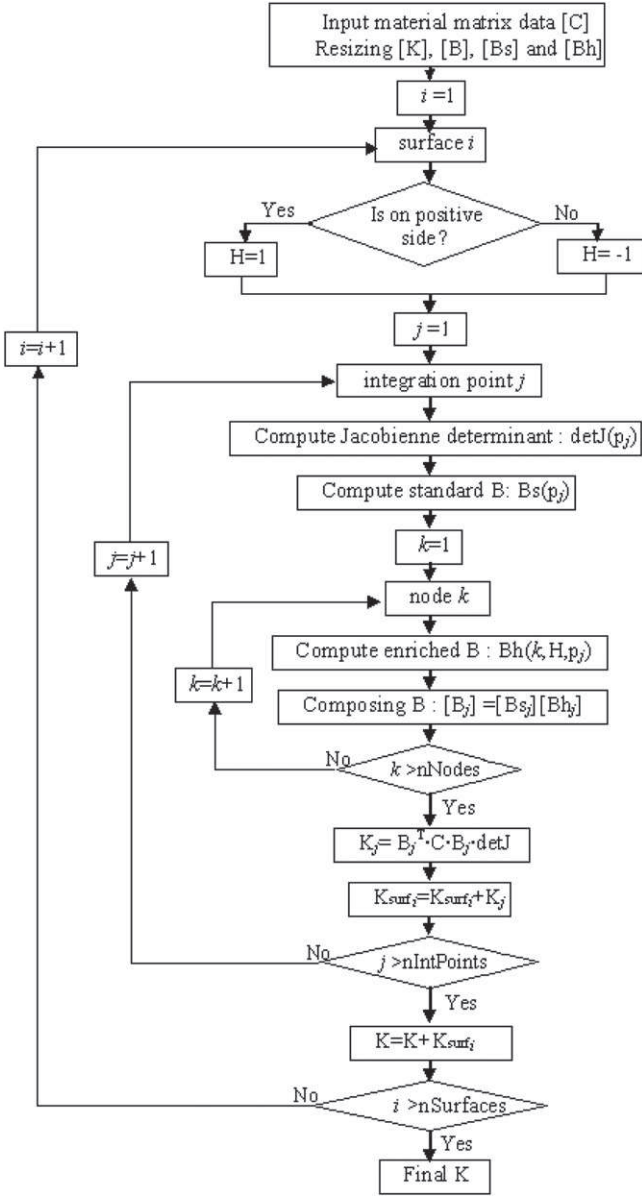 Input material matrix data [C]
Resizing [K], [B], [Bs] and [Bh]
i=1
surface i
Is on positive
side?
Yes
No
H=1
H= -1
j=1
i=i+1
integration point j
Compute Jacobienne determinant : detJ(pj)
Compute standard B: Bs(pj)
k=1
j=j+1
node k
Compute enriched B : Bh(k,H,pj)
k=k+1
Composing B : [Bj] =[Bsj][Bhj]
No
k >nNodes
Yes
Kj= Bj^T·C·Bj·detJ
Ksurfi=Ksurfi+Kj
No
j >nIntPoints
Yes
K=K+ Ksurfi
No
i >nSurfaces
Yes
Final K